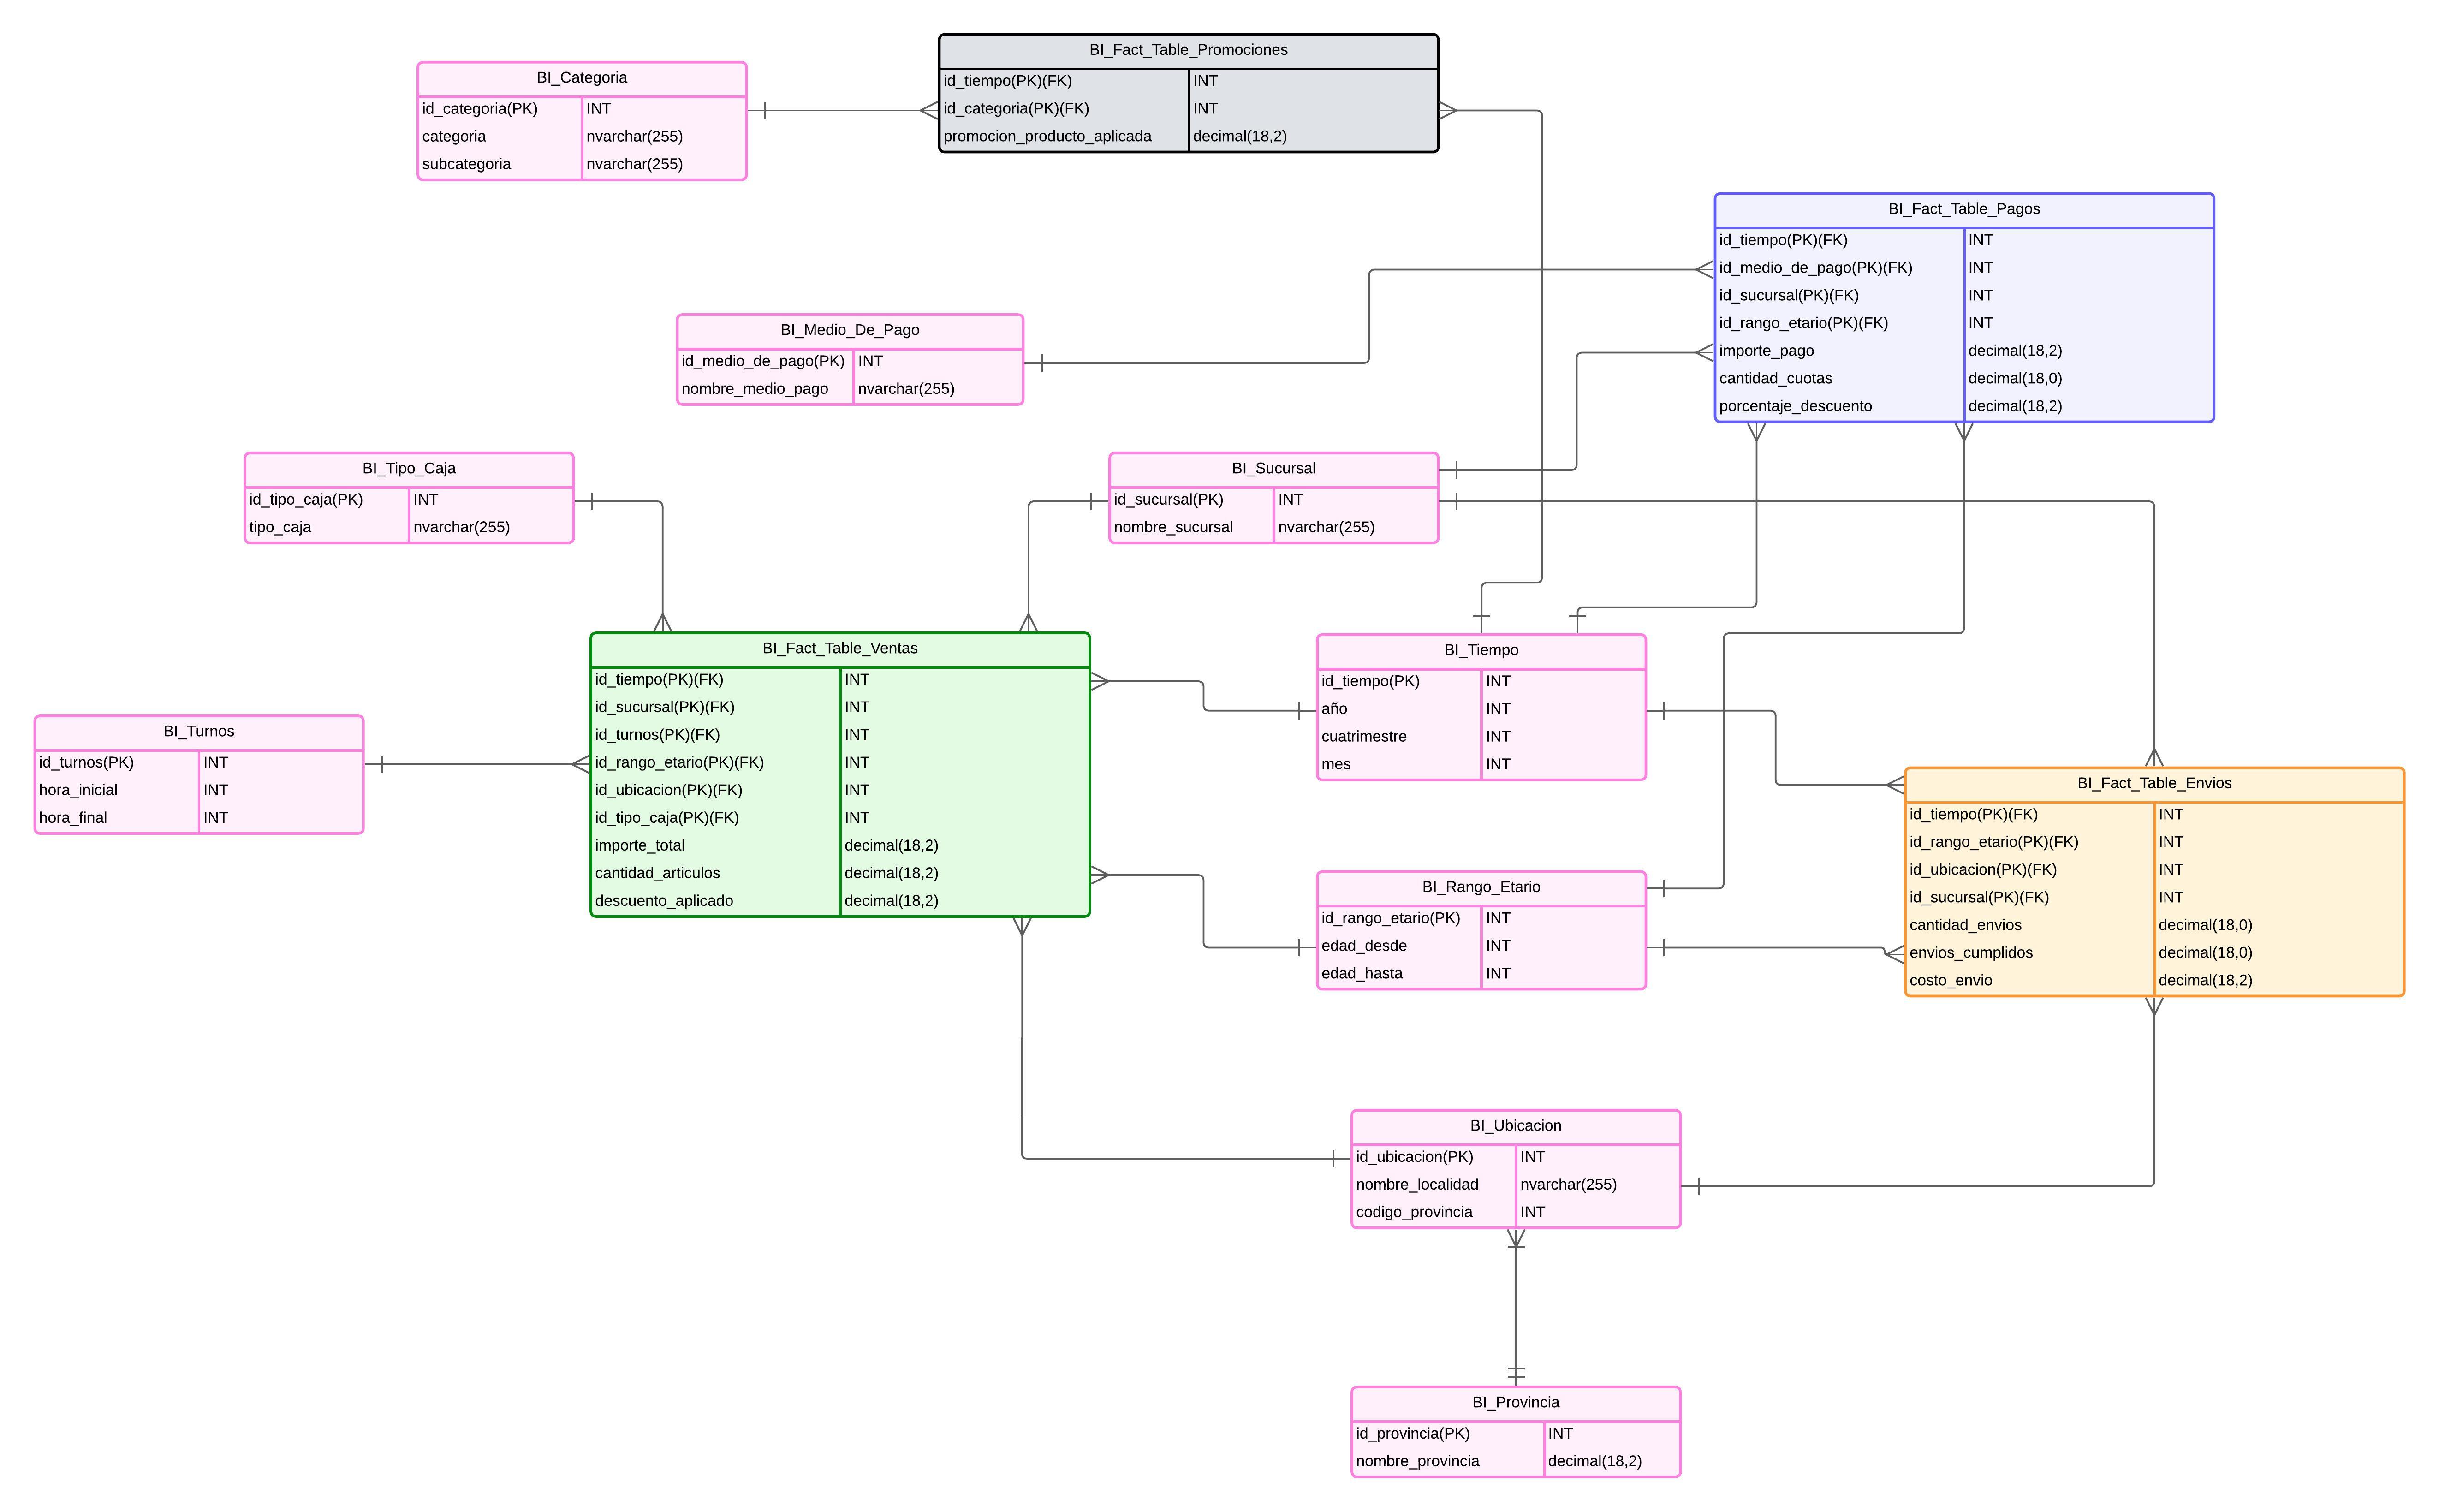 BI_Fact_Table_Promociones
id_tiempo(PK)(FK) INT
id_categoria(PK)(FK) INT
promocion_producto_aplicada decimal(18,2)
BI_Categoria
id_categoria(PK) INT
categoria nvarchar(255)
subcategoria nvarchar(255)
BI_Fact_Table_Pagos
id_tiempo(PK)(FK) INT
id_medio_de_pago(PK)(FK) INT
id_sucursal(PK)(FK) INT
id_rango_etario(PK)(FK) INT
importe_pago decimal(18,2)
cantidad_cuotas decimal(18,0)
porcentaje_descuento decimal(18,2)
BI_Medio_De_Pago
id_medio_de_pago(PK) INT
nombre_medio_pago nvarchar(255)
BI_Tipo_Caja
id_tipo_caja(PK) INT
tipo_caja nvarchar(255)
BI_Sucursal
id_sucursal(PK) INT
nombre_sucursal nvarchar(255)
BI_Fact_Table_Ventas
id_tiempo(PK)(FK) INT
id_sucursal(PK)(FK) INT
id_turnos(PK)(FK) INT
id_rango_etario(PK)(FK) INT
id_ubicacion(PK)(FK) INT
id_tipo_caja(PK)(FK) INT
importe_total decimal(18,2)
cantidad_articulos decimal(18,2)
descuento_aplicado decimal(18,2)
BI_Tiempo
id_tiempo(PK) INT
año INT
cuatrimestre INT
mes INT
BI_Turnos
id_turnos(PK) INT
hora_inicial INT
hora_final INT
BI_Fact_Table_Envios
id_tiempo(PK)(FK) INT
id_rango_etario(PK)(FK) INT
id_ubicacion(PK)(FK) INT
id_sucursal(PK)(FK) INT
cantidad_envios decimal(18,0)
envios_cumplidos decimal(18,0)
costo_envio decimal(18,2)
BI_Rango_Etario
id_rango_etario(PK) INT
edad_desde INT
edad_hasta INT
BI_Ubicacion
id_ubicacion(PK) INT
nombre_localidad nvarchar(255)
codigo_provincia INT
BI_Provincia
id_provincia(PK) INT
nombre_provincia decimal(18,2)